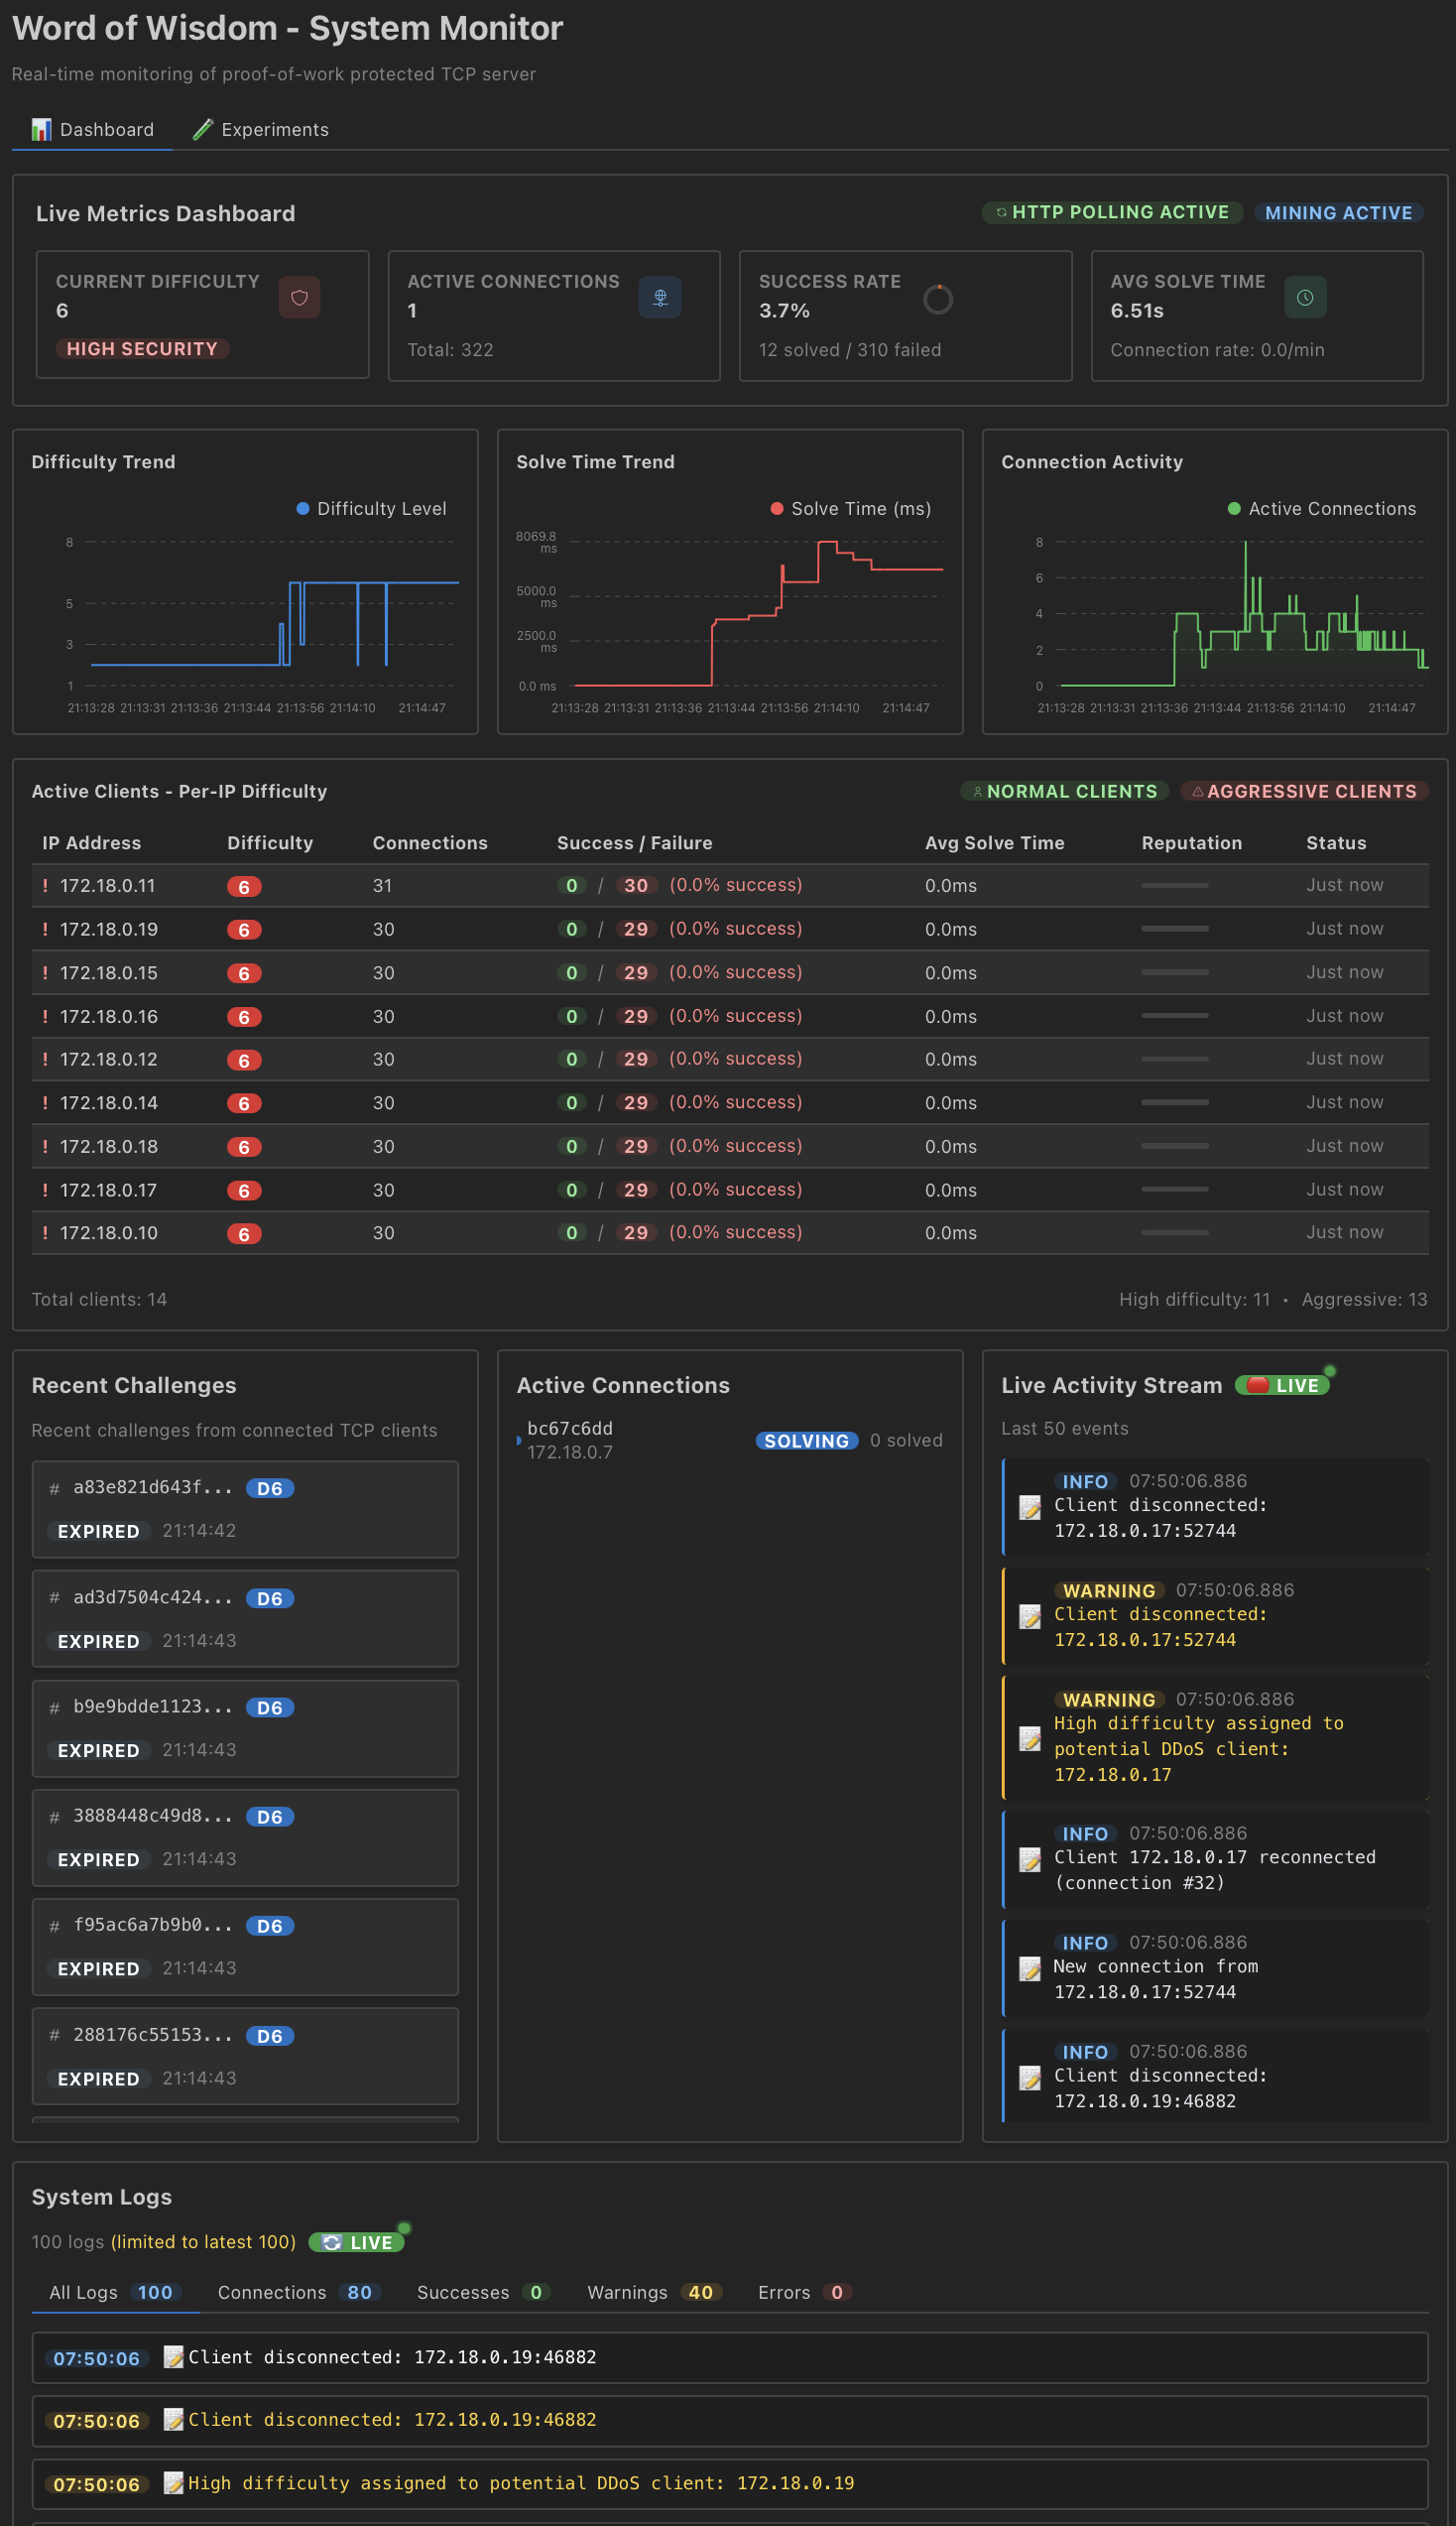 Word of Wisdom - System Monitor
Real-time monitoring of proof-of-work protected TCP server
Dashboard Experiments
Live Metrics Dashboard HTTP POLLING ACTIVE MINING ACTIVE
CURRENT DIFFICULTY
6
HIGH SECURITY
ACTIVE CONNECTIONS
1
Total: 322
SUCCESS RATE
3.7%
12 solved / 310 failed
AVG SOLVE TIME
6.51s
Connection rate: 0.0/min
Difficulty Trend
Difficulty Level
8
5
3
1
21:13:28 21:13:31 21:13:36 21:13:44 21:13:56 21:14:10 21:14:47
Solve Time Trend
Solve Time (ms)
8069.8
ms
5000.0
ms
2500.0
ms
0.0 ms
21:13:28 21:13:31 21:13:36 21:13:44 21:13:56 21:14:10 21:14:47
Connection Activity
Active Connections
8
6
4
2
0
21:13:28 21:13:31 21:13:36 21:13:44 21:13:56 21:14:10 21:14:47
Active Clients - Per-IP Difficulty NORMAL CLIENTS AGGRESSIVE CLIENTS
IP Address Difficulty Connections Success / Failure Avg Solve Time Reputation Status
! 172.18.0.11 6 31 0 / 30 (0.0% success) 0.0ms Just now
! 172.18.0.19 6 30 0 / 29 (0.0% success) 0.0ms Just now
! 172.18.0.15 6 30 0 / 29 (0.0% success) 0.0ms Just now
! 172.18.0.16 6 30 0 / 29 (0.0% success) 0.0ms Just now
! 172.18.0.12 6 30 0 / 29 (0.0% success) 0.0ms Just now
! 172.18.0.14 6 30 0 / 29 (0.0% success) 0.0ms Just now
! 172.18.0.18 6 30 0 / 29 (0.0% success) 0.0ms Just now
! 172.18.0.17 6 30 0 / 29 (0.0% success) 0.0ms Just now
! 172.18.0.10 6 30 0 / 29 (0.0% success) 0.0ms Just now
Total clients: 14 High difficulty: 11 • Aggressive: 13
Recent Challenges
Recent challenges from connected TCP clients
# a83e821d643f... D6
EXPIRED 21:14:42
# ad3d7504c424... D6
EXPIRED 21:14:43
# b9e9bdde1123... D6
EXPIRED 21:14:43
# 3888448c49d8... D6
EXPIRED 21:14:43
# f95ac6a7b9b0... D6
EXPIRED 21:14:43
# 288176c55153... D6
EXPIRED 21:14:43
Active Connections
bc67c6dd
172.18.0.7
SOLVING 0 solved
Live Activity Stream LIVE
Last 50 events
INFO 07:50:06.886
Client disconnected:
172.18.0.17:52744
WARNING 07:50:06.886
Client disconnected:
172.18.0.17:52744
WARNING 07:50:06.886
High difficulty assigned to
potential DDoS client:
172.18.0.17
INFO 07:50:06.886
Client 172.18.0.17 reconnected
(connection #32)
INFO 07:50:06.886
New connection from
172.18.0.17:52744
INFO 07:50:06.886
Client disconnected:
172.18.0.19:46882
System Logs
100 logs (limited to latest 100) LIVE
All Logs 100 Connections 80 Successes 0 Warnings 40 Errors 0
07:50:06 Client disconnected: 172.18.0.19:46882
07:50:06 Client disconnected: 172.18.0.19:46882
07:50:06 High difficulty assigned to potential DDoS client: 172.18.0.19